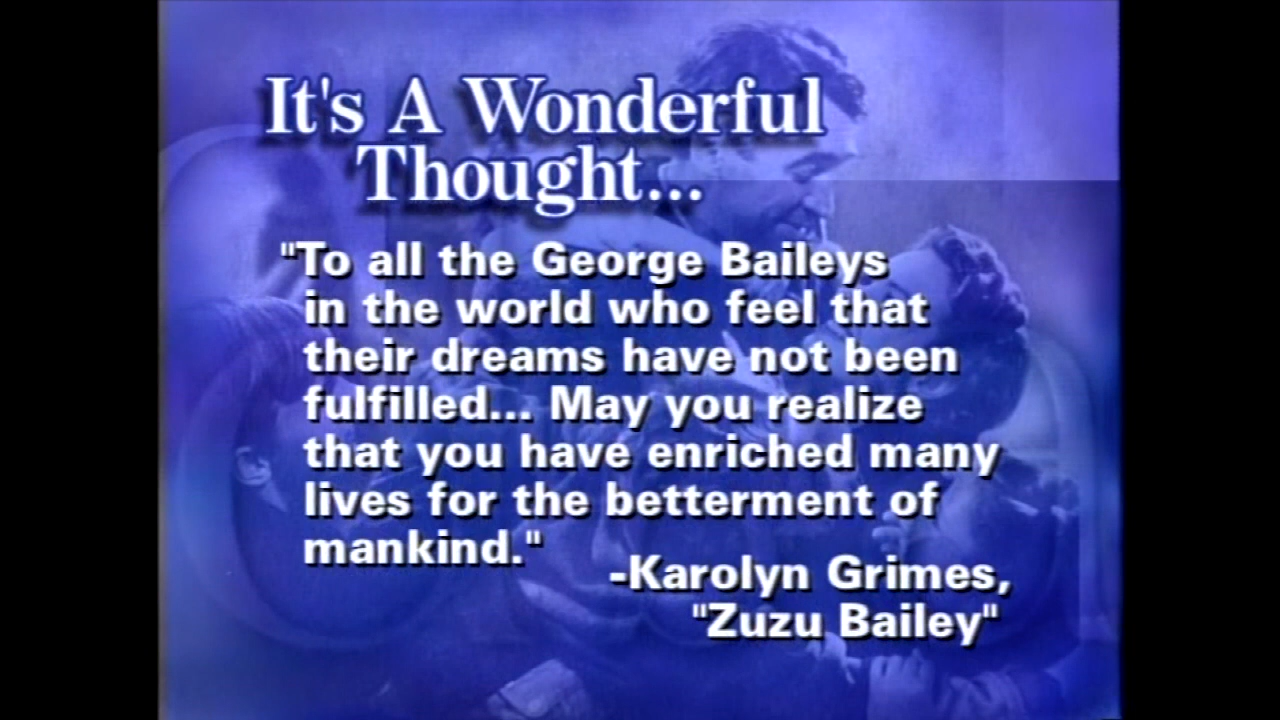 It's A Wonderful
Thought...
"To all the George Baileys
in the world who feel that
their dreams have not been
fulfilled... May you realize
that you have enriched many
lives for the betterment of
mankind."
-Karolyn Grimes,
"Zuzu Bailey"